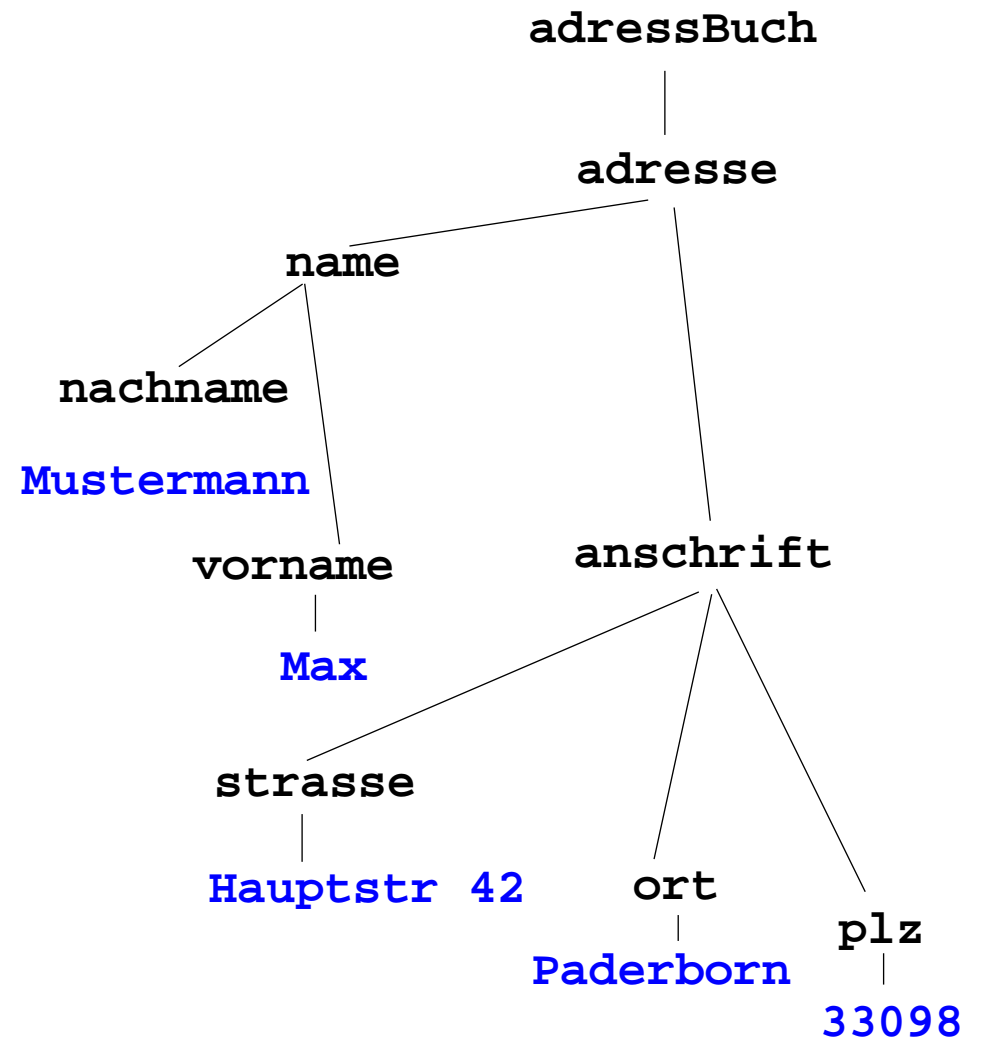 adressBuch
adresse
name
nachname
Mustermann
vorname
anschrift
Max
strasse
Hauptstr 42
ort
plz
Paderborn
33098